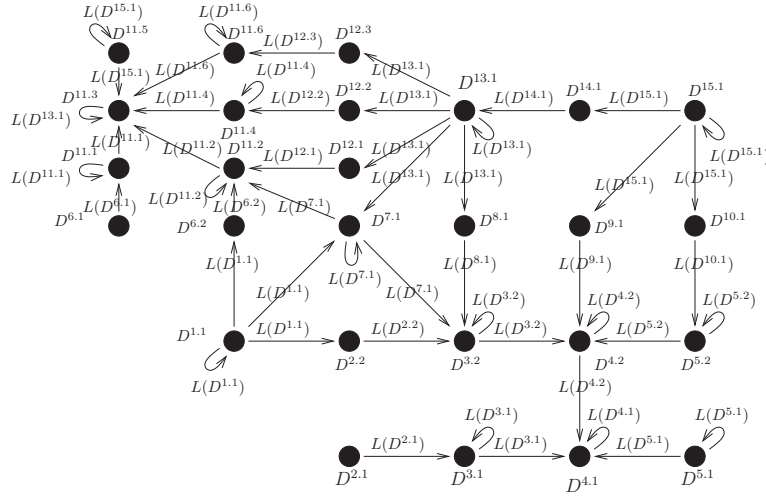 L(D^{15.1}) L(D^{11.6})
D^{11.5} D^{11.6} L(D^{12.3}) D^{12.3}
L(D^{15.1}) L(D^{11.6}) L(D^{11.4}) L(D^{13.1}) D^{13.1} D^{14.1} D^{15.1}
D^{11.3} L(D^{11.4}) L(D^{12.2}) D^{12.2} L(D^{13.1}) L(D^{14.1}) L(D^{15.1})
L(D^{13.1})
L(D^{11.1}) D^{11.4} L(D^{13.1}) L(D^{13.1}) L(D^{15.1})
D^{11.1} L(D^{11.2}) D^{11.2} L(D^{12.1}) D^{12.1} L(D^{13.1})
L(D^{11.1}) L(D^{13.1}) L(D^{15.1}) L(D^{15.1})
L(D^{6.1}) L(D^{11.2}) L(D^{6.2}) L(D^{7.1})
D^{6.1} D^{6.2} D^{7.1} D^{8.1} D^{9.1} D^{10.1}
L(D^{1.1}) L(D^{7.1}) L(D^{8.1}) L(D^{9.1}) L(D^{10.1})
L(D^{1.1}) L(D^{7.1}) L(D^{3.2}) L(D^{4.2}) L(D^{5.2})
D^{1.1} L(D^{1.1}) L(D^{2.2}) L(D^{3.2}) L(D^{5.2})
D^{2.2} D^{3.2} D^{4.2} D^{5.2}
L(D^{1.1}) L(D^{4.2})
L(D^{3.1}) L(D^{4.1}) L(D^{5.1})
L(D^{2.1}) L(D^{3.1}) L(D^{5.1})
D^{2.1} D^{3.1} D^{4.1} D^{5.1}